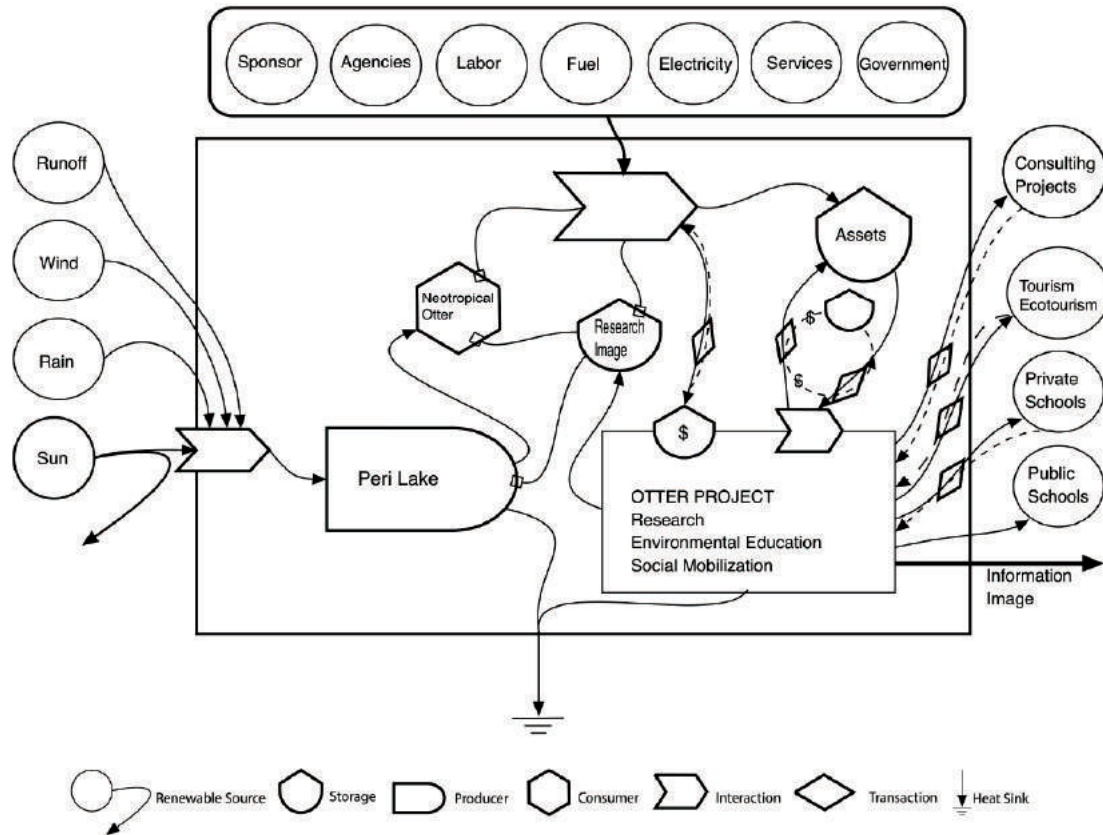 Sponsor
Agencies
Labor
Fuel
Electricity
Services
Government
Runoff
Wind
Rain
Sun
Consulting
Projects
Tourism
Ecotourism
Private
Schools
Public
Schools
Assets
Neotropical
Otter
Research
Image
$
$
$
Peri Lake
OTTER PROJECT
Research
Environmental Education
Social Mobilization
Information
Image
Renewable Source
Storage
Producer
Consumer
Interaction
Transaction
Heat Sink